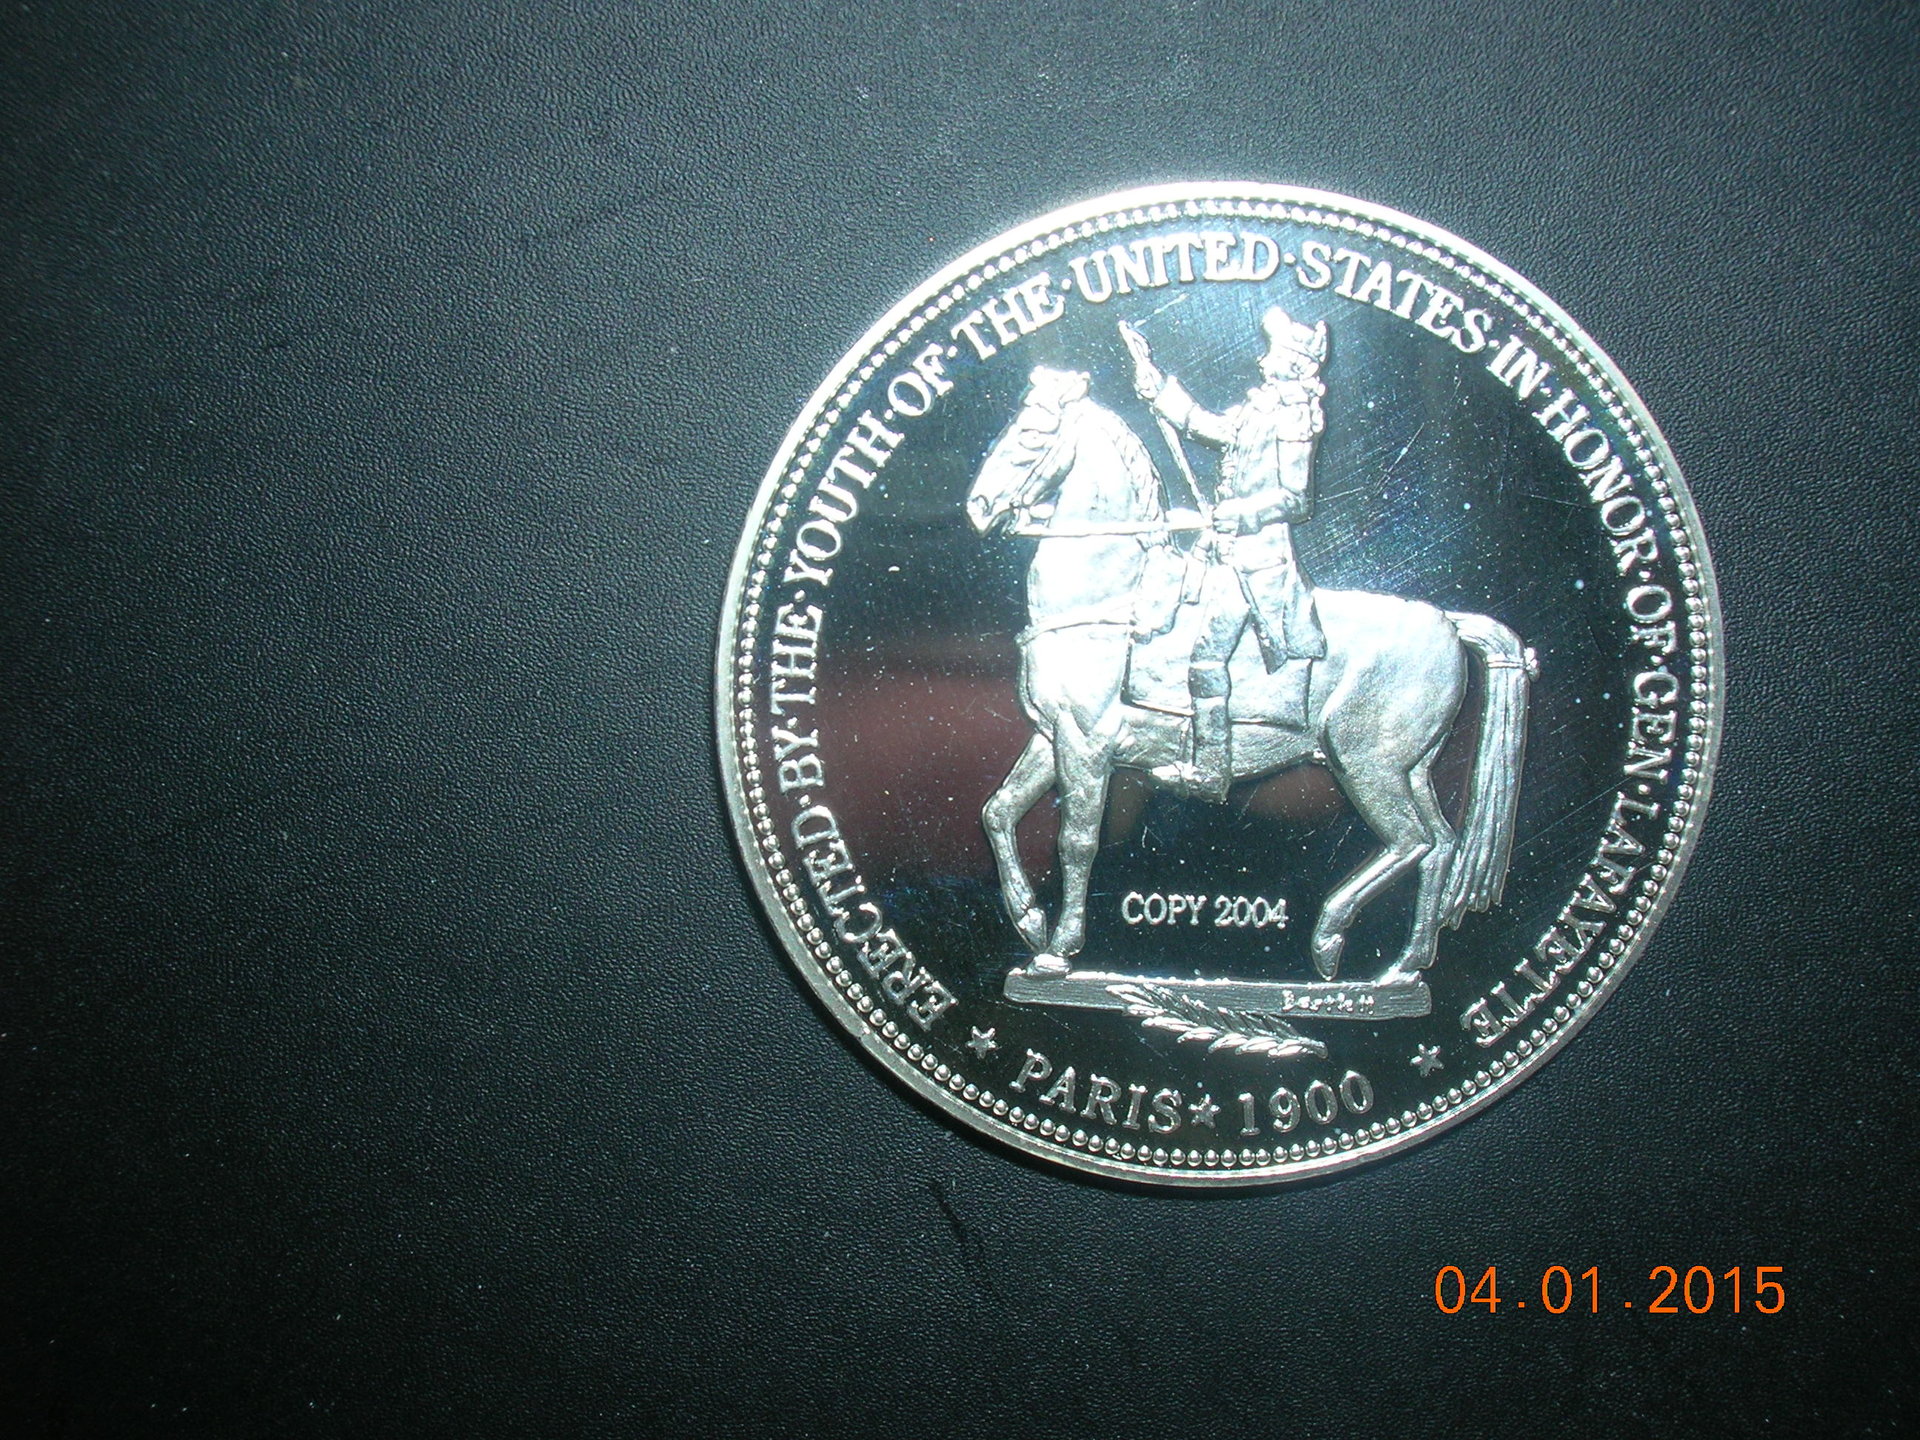 ERECTED·BY·THE·YOUTH·OF·THE·UNITED·STATES·IN·HONOR·OF·GEN·LAFAYETTE
COPY 2004
Bartlett
★ PARIS★1900 ★
04.01.2015